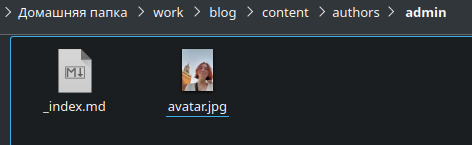 Домашняя папка > work > blog > content > authors > admin
M
_index.md
avatar.jpg